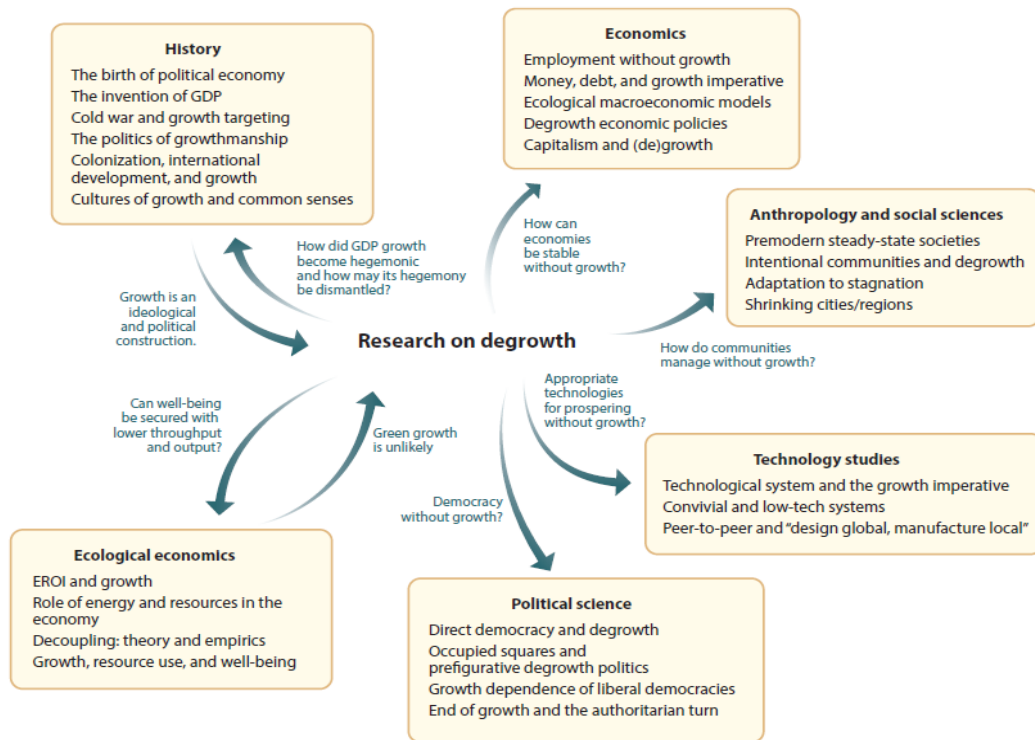 History
The birth of political economy
The invention of GDP
Cold war and growth targeting
The politics of growthmanship
Colonization, international
development, and growth
Cultures of growth and common senses
Economics
Employment without growth
Money, debt, and growth imperative
Ecological macroeconomic models
Degrowth economic policies
Capitalism and (de)growth
Anthropology and social sciences
Premodern steady-state societies
Intentional communities and degrowth
Adaptation to stagnation
Shrinking cities/regions
How did GDP growth
become hegemonic
and how may its hegemony
be dismantled?
How can
economies
be stable
without growth?
Growth is an
ideological
and political
construction.
Research on degrowth
How do communities
manage without growth?
Can well-being
be secured with
lower throughput
and output?
Green growth
is unlikely
Appropriate
technologies
for prospering
without growth?
Democracy
without growth?
Technology studies
Technological system and the growth imperative
Convivial and low-tech systems
Peer-to-peer and “design global, manufacture local”
Ecological economics
EROI and growth
Role of energy and resources in the
economy
Decoupling: theory and empirics
Growth, resource use, and well-being
Political science
Direct democracy and degrowth
Occupied squares and
prefigurative degrowth politics
Growth dependence of liberal democracies
End of growth and the authoritarian turn